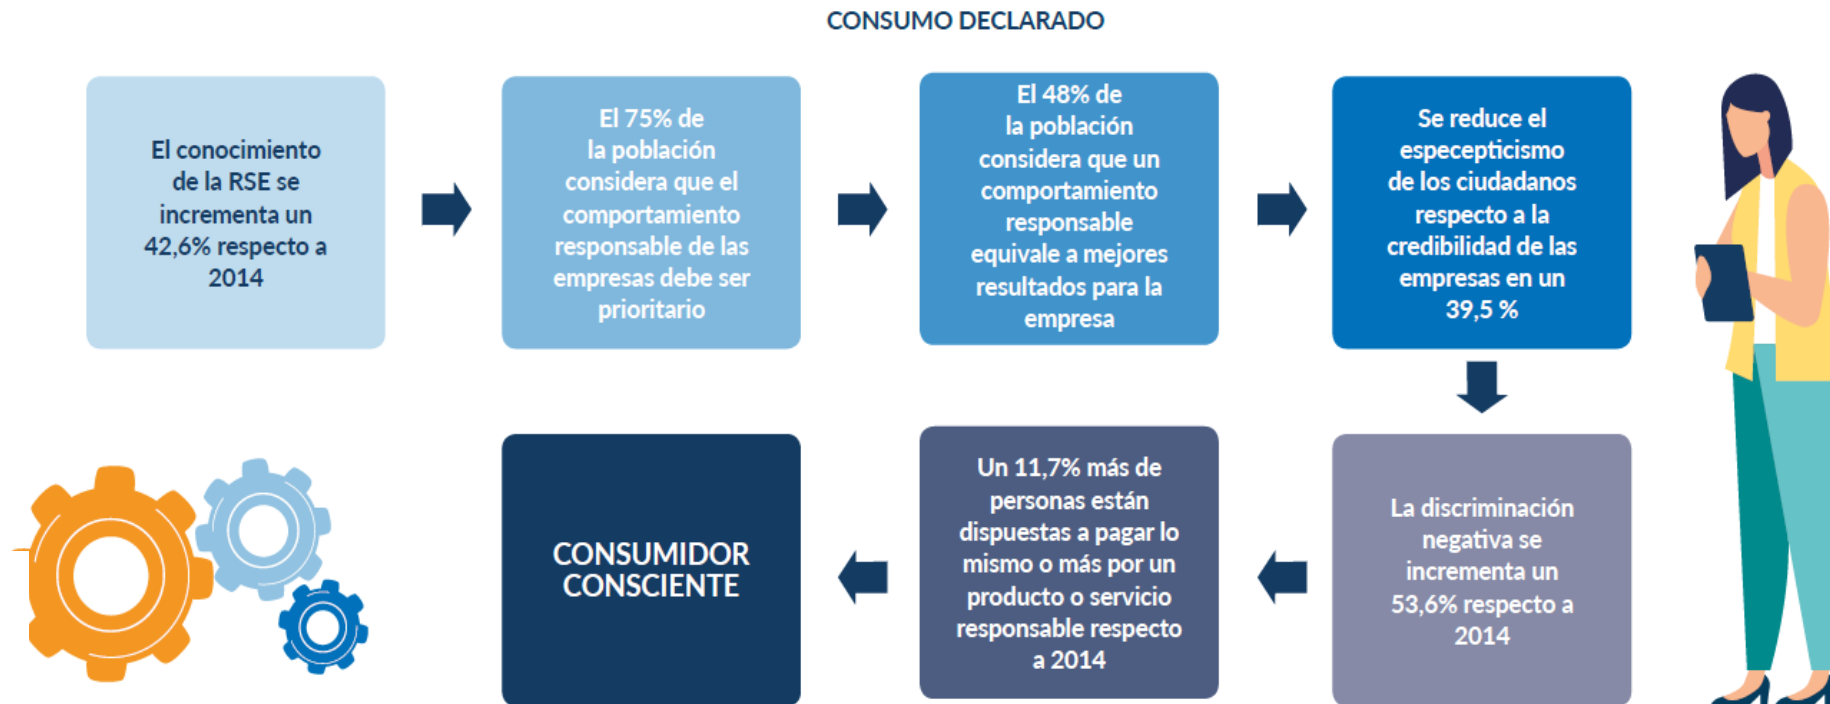 CONSUMO DECLARADO
El conocimiento
de la RSE se
incrementa un
42,6% respecto a
2014
El 75% de
la población
considera que el
comportamiento
responsable de las
empresas debe ser
prioritario
El 48% de
la población
considera que un
comportamiento
responsable
equivale a mejores
resultados para la
empresa
Se reduce el
especepticismo
de los ciudadanos
respecto a la
credibilidad de las
empresas en un
39,5 %
La discriminación
negativa se
incrementa un
53,6% respecto a
2014
Un 11,7% más de
personas están
dispuestas a pagar lo
mismo o más por un
producto o servicio
responsable respecto
a 2014
CONSUMIDOR
CONSCIENTE